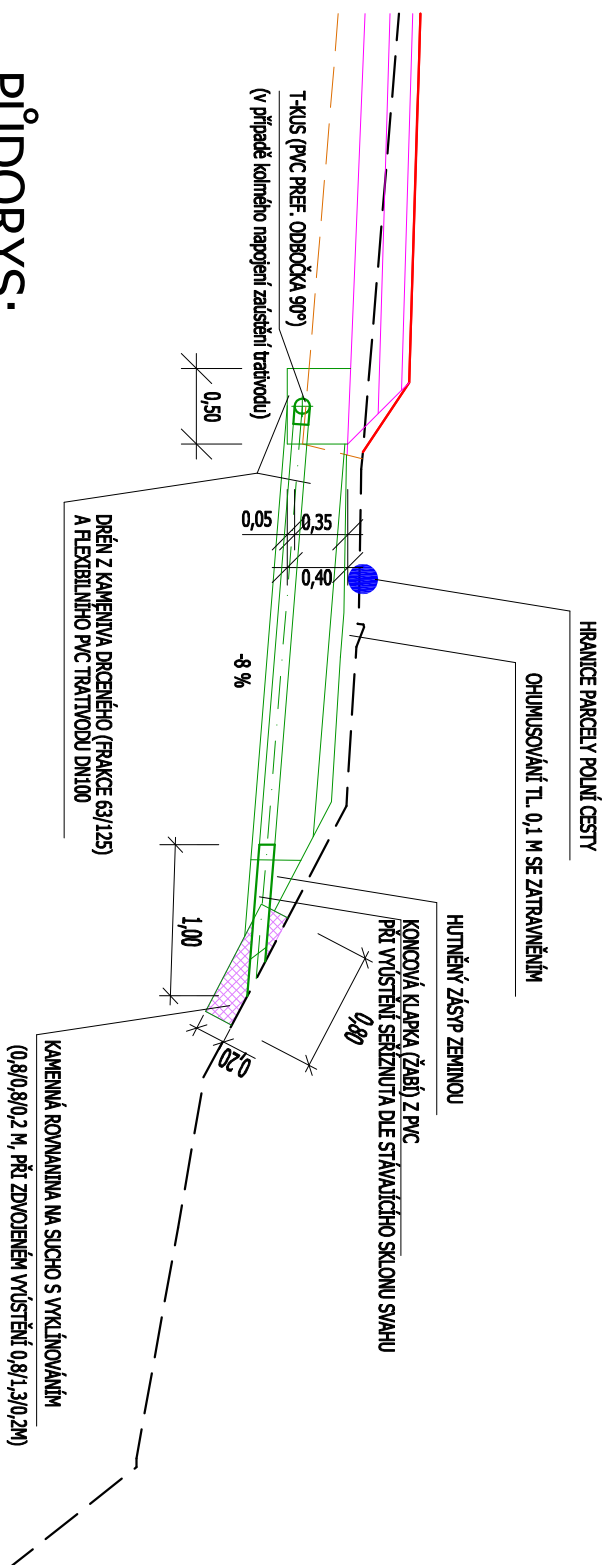 HRANICE PARCELY POLNÍ CESTY
OHUMUSOVÁNÍ TL. 0,1 M SE ZATRAVNĚNÍM
HUTNĚNÝ ZÁSYP ZEMINOU
KONCOVÁ KLAPKA (ŽABÍ) Z PVC
PŘI VYÚSTĚNÍ SEŘÍZNUTA DLE STÁVAJÍCÍHO SKLONU SVAHU
T-KUS (PVC PREF. ODBOČKA 90°)
(v případě kolmého napojení zaústění trativodu)
0,05
0,35
0,40
0,80
0,50
-8 %
1,00
0,20
DRÉN Z KAMENIVA DRCENÉHO (FRAKCE 63/125)
A FLEXIBILNÍHO PVC TRATIVODU DN100
KAMENNÁ ROVNANINA NA SUCHO S VYKLÍNOVÁNÍM
(0,8/0,8/0,2 M, PŘI ZDVOJENÉM VYÚSTĚNÍ 0,8/1,3/0,2M)
PŮDORYS: